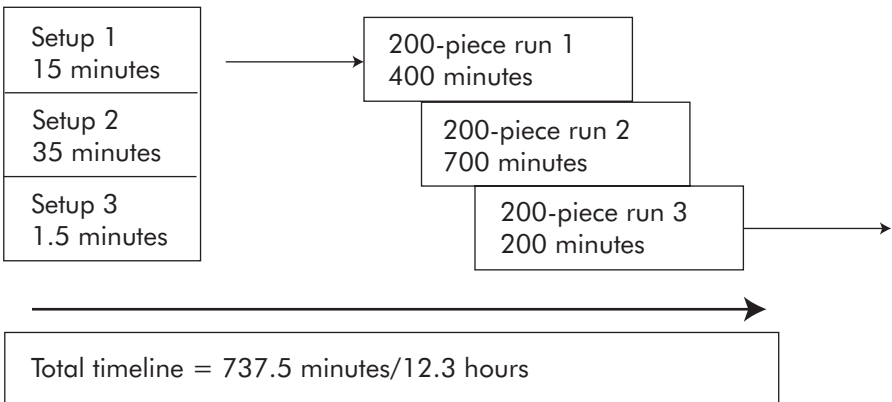 Setup 1
15 minutes
Setup 2
35 minutes
Setup 3
1.5 minutes
200-piece run 1
400 minutes
200-piece run 2
700 minutes
200-piece run 3
200 minutes
Total timeline = 737.5 minutes/12.3 hours